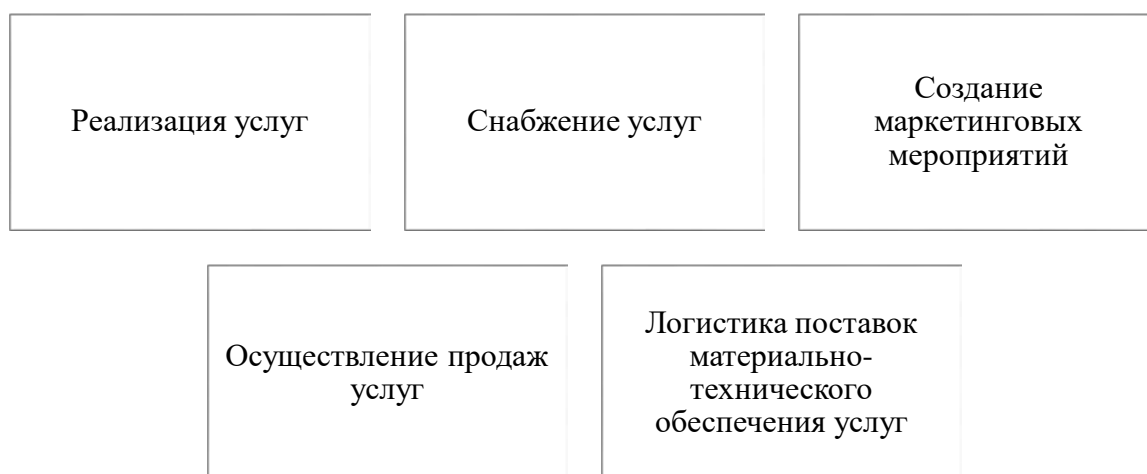 Реализация услуг
Снабжение услуг
Создание
маркетинговых
мероприятий
Осуществление продаж
услуг
Логистика поставок
материально-
технического
обеспечения услуг